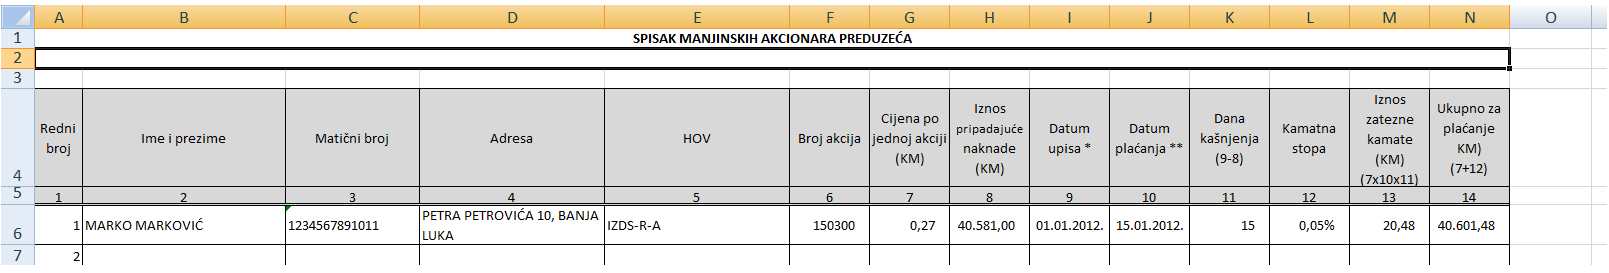 A B C D E F G H I J K L M N O
1 SPISAK MANJINSKIH AKCIONARA PREDUZEĆA
2
3
4 Redni broj Ime i prezime Matični broj Adresa HOV Broj akcija Cijena po jednoj akciji (KM) Iznos pripadajuće naknade (KM) Datum upisa * Datum plaćanja ** Dana kašnjenja (9-8) Kamatna stopa Iznos zatezne kamate (KM) (7x10x11) Ukupno za plaćanje KM) (7+12)
5 1 2 3 4 5 6 7 8 9 10 11 12 13 14
6 1 MARKO MARKOVIĆ 1234567891011 PETRA PETROVIĆA 10, BANJA LUKA IZDS-R-A 150300 0,27 40.581,00 01.01.2012. 15.01.2012. 15 0,05% 20,48 40.601,48
7 2